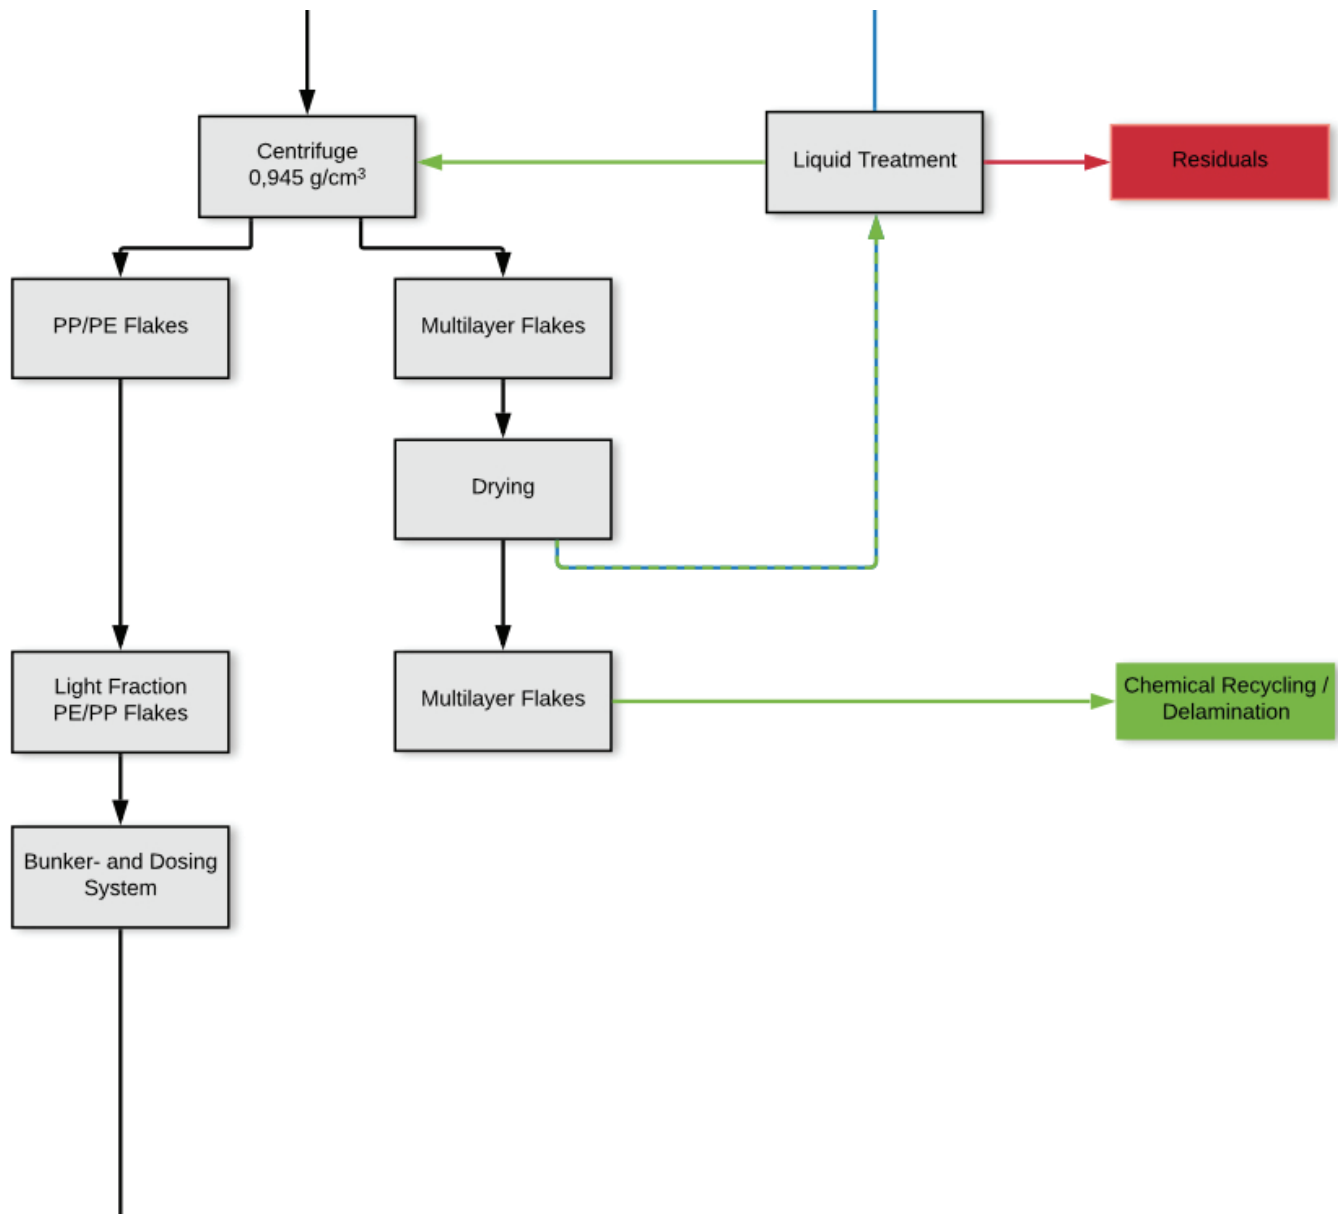 Centrifuge
0,945 g/cm³
Liquid Treatment
Residuals
PP/PE Flakes
Multilayer Flakes
Drying
Light Fraction
PE/PP Flakes
Multilayer Flakes
Chemical Recycling /
Delamination
Bunker- and Dosing
System